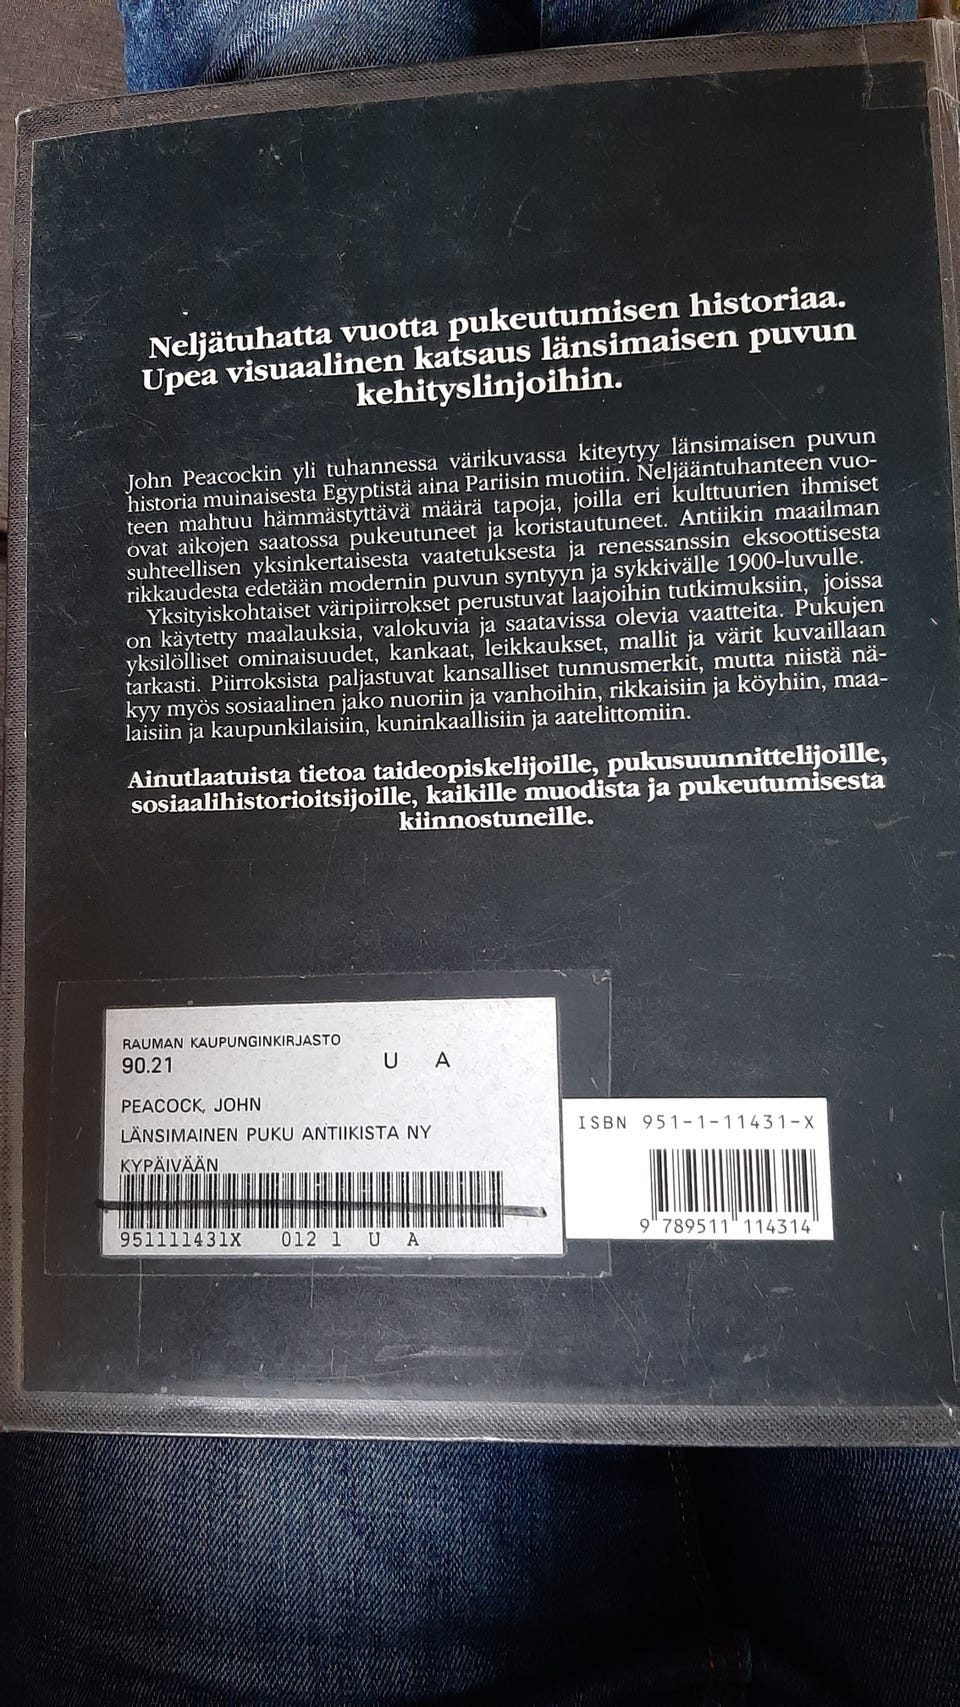 Neljätuhatta vuotta pukeutumisen historiaa.
Upea visuaalinen katsaus länsimaisen puvun
kehityslinjoihin.
John Peacockin yli tuhannessa värikuvassa kiteytyy länsimaisen puvun
historia muinaisesta Egyptistä aina Pariisin muotiin. Neljääntuhanteen vuo-
teen mahtuu hämmästyttävä määrä tapoja, joilla eri kulttuurien ihmiset
ovat aikojen saatossa pukeutuneet ja koristautuneet. Antiikin maailman
suhteellisen yksinkertaisesta vaatetuksesta ja renessanssin eksoottisesta
rikkaudesta edetään modernin puvun syntyyn ja sykkivälle 1900-luvulle.
Yksityiskohtaiset väripiirrokset perustuvat laajoihin tutkimuksiin, joissa
on käytetty maalauksia, valokuvia ja saatavissa olevia vaatteita. Pukujen
yksilölliset ominaisuudet, kankaat, leikkaukset, mallit ja värit kuvaillaan
tarkasti. Piirroksista paljastuvat kansalliset tunnusmerkit, mutta niistä nä-
kyy myös sosiaalinen jako nuoriin ja vanhoihin, rikkaisiin ja köyhiin, maa-
laisiin ja kaupunkilaisiin, kuninkaallisiin ja aatelittomiin.
Ainutlaatuista tietoa taideopiskelijoille, pukusuunnittelijoille,
sosiaalihistorioitsijoille, kaikille muodista ja pukeutumisesta
kiinnostuneille.
RAUMAN KAUPUNGINKIRJASTO
90.21 U A
PEACOCK, JOHN
LÄNSIMAINEN PUKU ANTIIKISTA NY
KYPÄIVÄÄN
951111431X 012 1 U A
ISBN 951-1-11431-X
9 789511 114314